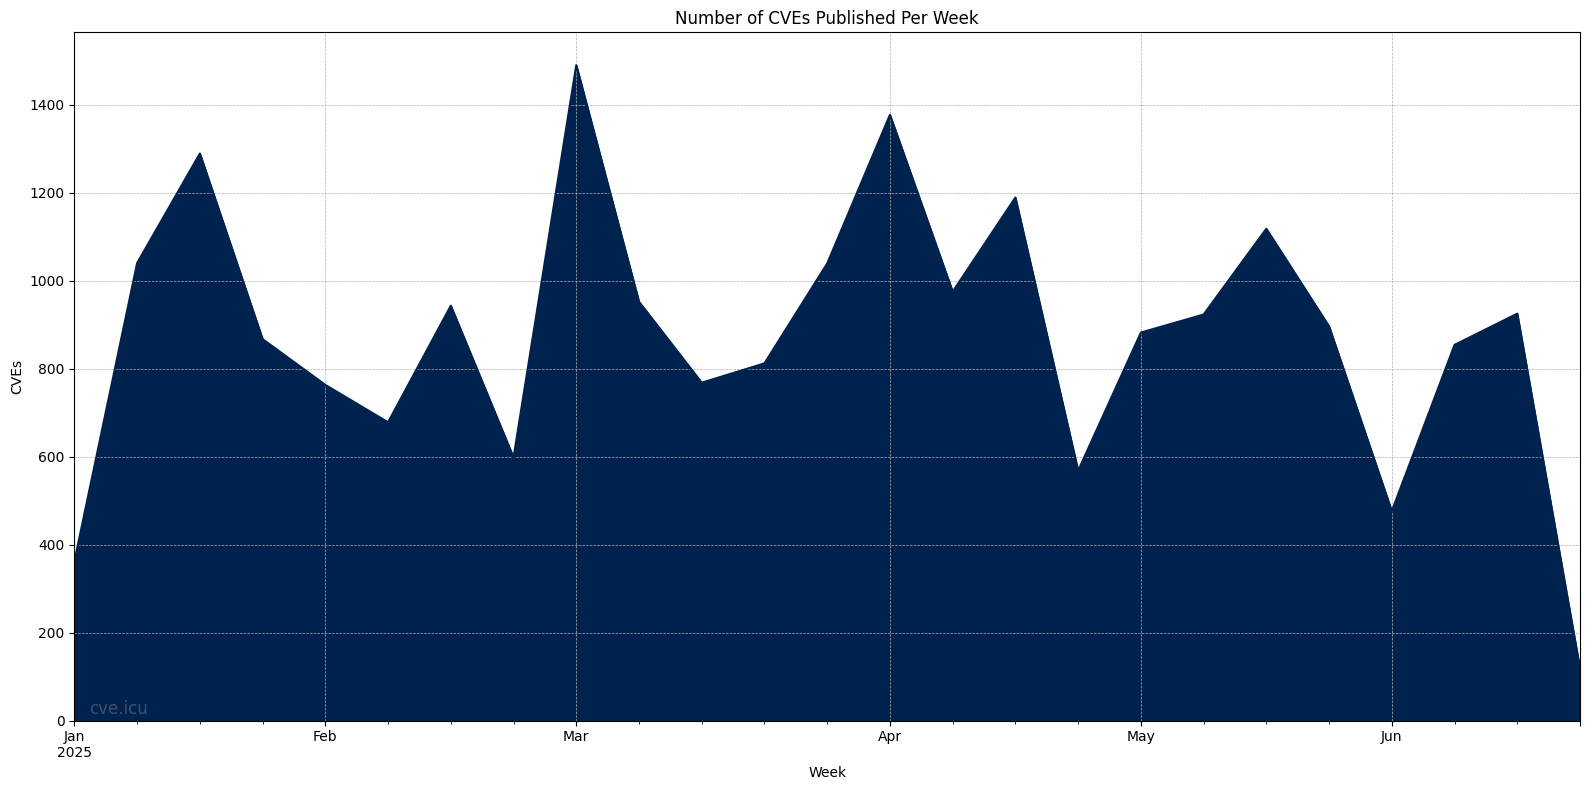 Number of CVEs Published Per Week
1400
1200
1000
800
600
400
200
0
CVEs
cve.icu
Jan Feb Mar Apr May Jun
2025
Week